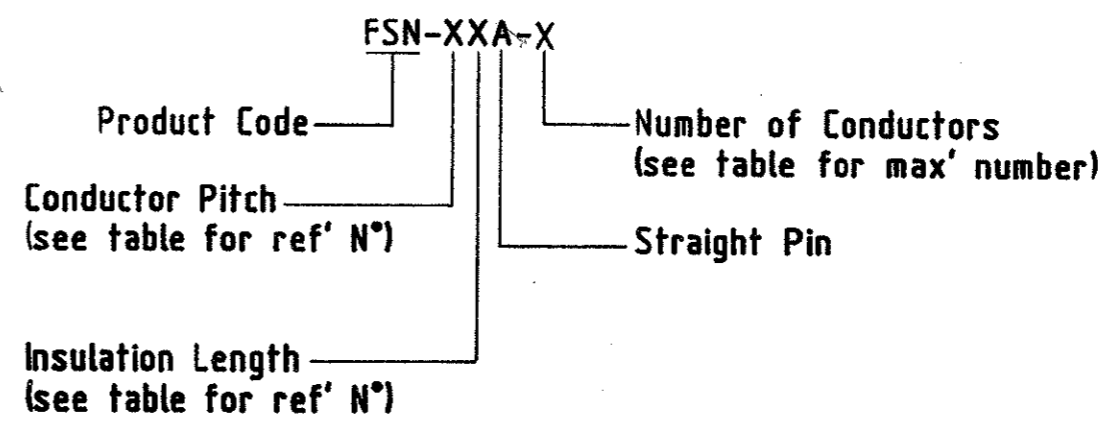 FSN-XXA-X
Product Code
Number of Conductors
(see table for max' number)
Conductor Pitch
(see table for ref' N°)
Straight Pin
Insulation Length
(see table for ref' N°)